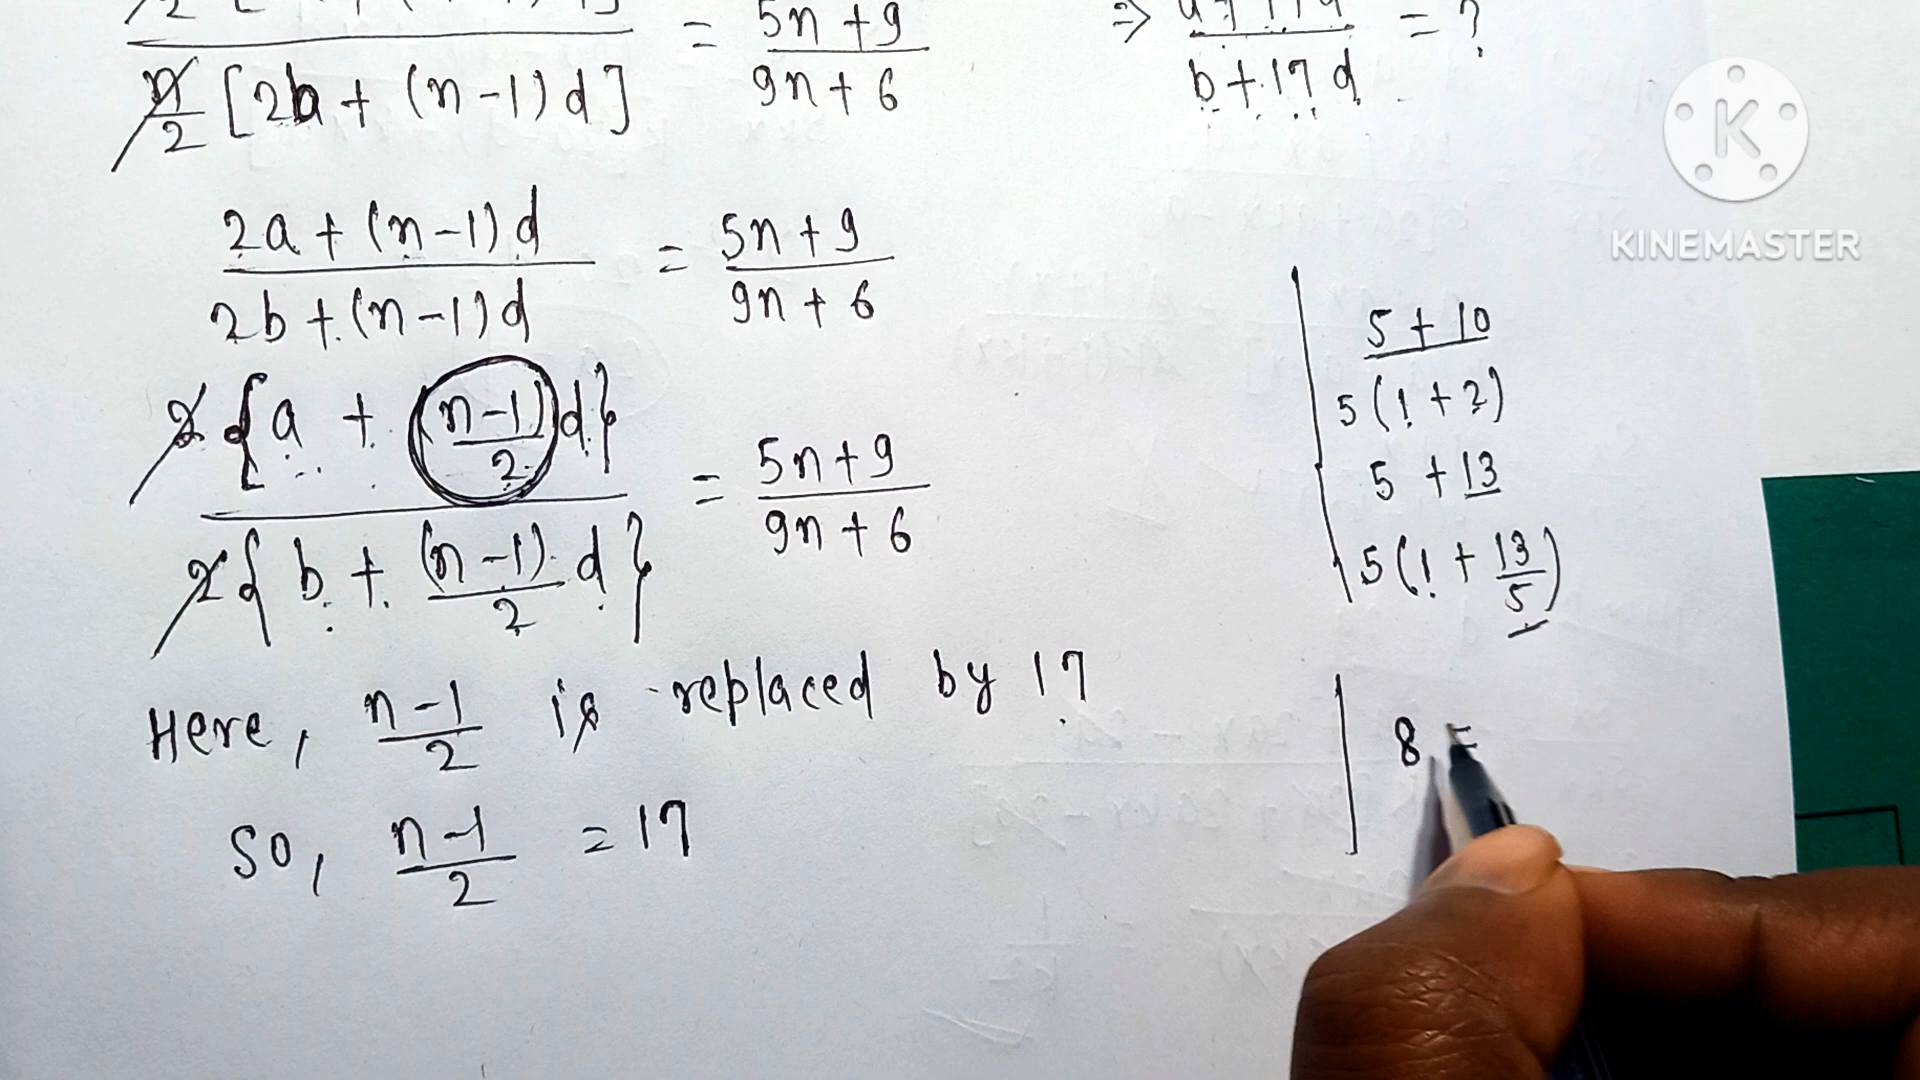 5n + 9
= ?
n/2 [2b + (n - 1) d] = 9n + 6
b + 17 d
K
KINEMASTER
2a + (n - 1) d / 2b + (n - 1) d = 5n + 9 / 9n + 6
2 { a + (n - 1)/2 d } / 2 { b + (n - 1)/2 . d } = 5n + 9 / 9n + 6
5 + 10
5 (1 + 2)
5 + 13
5 (1 + 13/5)
Here, n - 1 / 2 is replaced by 17
So, n - 1 / 2 = 17
8 =